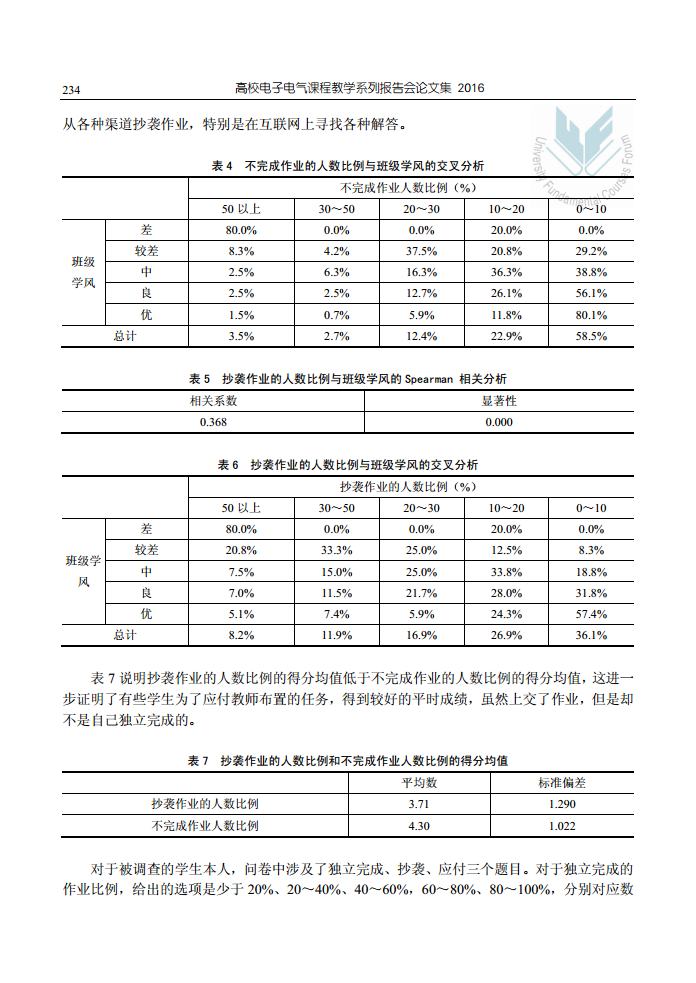 234 高校电子电气课程教学系列报告会论文集 2016
University Fundamental Courses Forum
从各种渠道抄袭作业，特别是在互联网上寻找各种解答。
表 4 不完成作业的人数比例与班级学风的交叉分析
不完成作业人数比例（%）
50 以上 30～50 20～30 10～20 0～10
班级学风
差 80.0% 0.0% 0.0% 20.0% 0.0%
较差 8.3% 4.2% 37.5% 20.8% 29.2%
中 2.5% 6.3% 16.3% 36.3% 38.8%
良 2.5% 2.5% 12.7% 26.1% 56.1%
优 1.5% 0.7% 5.9% 11.8% 80.1%
总计 3.5% 2.7% 12.4% 22.9% 58.5%
表 5 抄袭作业的人数比例与班级学风的 Spearman 相关分析
相关系数 显著性
0.368 0.000
表 6 抄袭作业的人数比例与班级学风的交叉分析
抄袭作业的人数比例（%）
50 以上 30～50 20～30 10～20 0～10
班级学风
差 80.0% 0.0% 0.0% 20.0% 0.0%
较差 20.8% 33.3% 25.0% 12.5% 8.3%
中 7.5% 15.0% 25.0% 33.8% 18.8%
良 7.0% 11.5% 21.7% 28.0% 31.8%
优 5.1% 7.4% 5.9% 24.3% 57.4%
总计 8.2% 11.9% 16.9% 26.9% 36.1%
表 7 说明抄袭作业的人数比例的得分均值低于不完成作业的人数比例的得分均值，这进一
步证明了有些学生为了应付教师布置的任务，得到较好的平时成绩，虽然上交了作业，但是却
不是自己独立完成的。
表 7 抄袭作业的人数比例和不完成作业人数比例的得分均值
平均数 标准偏差
抄袭作业的人数比例 3.71 1.290
不完成作业人数比例 4.30 1.022
对于被调查的学生本人，问卷中涉及了独立完成、抄袭、应付三个题目。对于独立完成的
作业比例，给出的选项是少于 20%、20～40%、40～60%，60～80%、80～100%，分别对应数